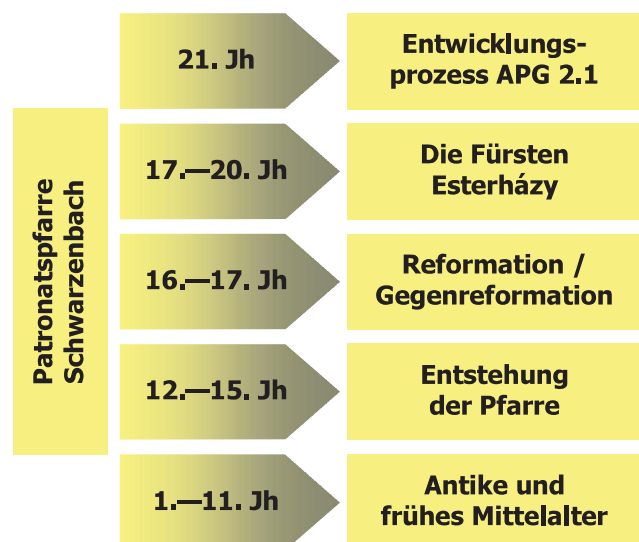 Patronatspfarre
Schwarzenbach
21. Jh
Entwicklungs-
prozess APG 2.1
17.—20. Jh
Die Fürsten
Esterházy
16.—17. Jh
Reformation /
Gegenreformation
12.—15. Jh
Entstehung
der Pfarre
1.—11. Jh
Antike und
frühes Mittelalter